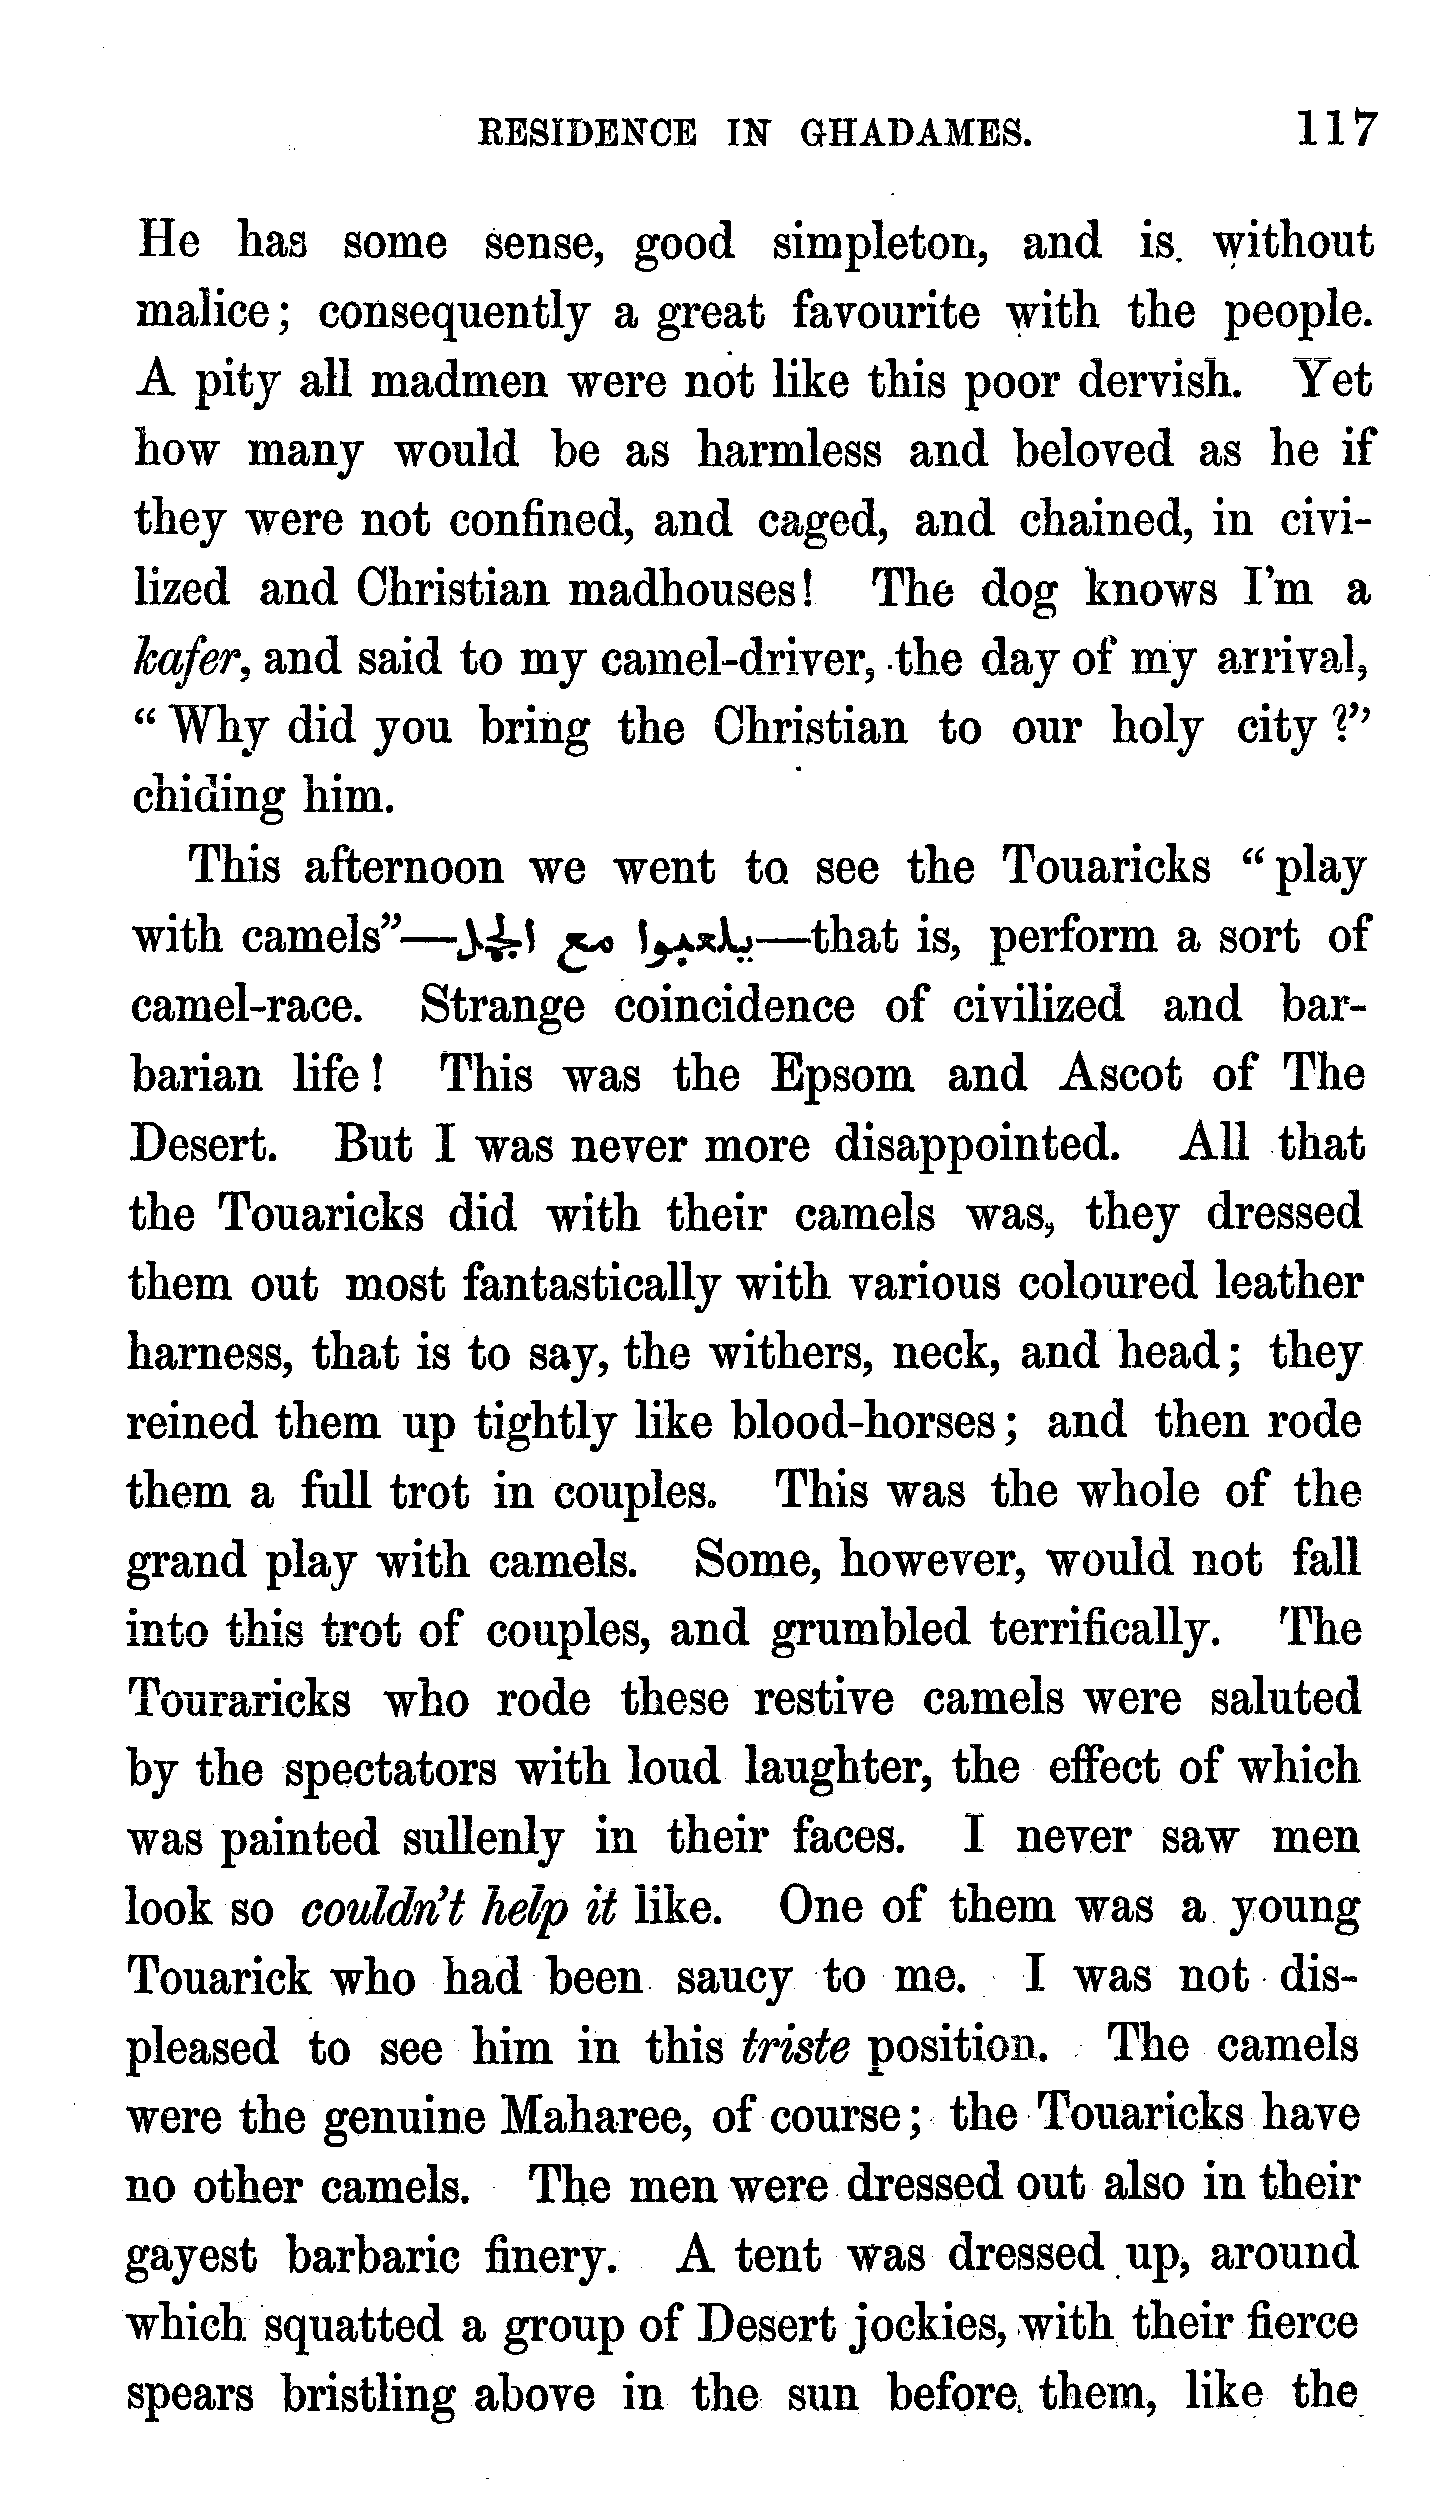 RESIDENCE IN GHADAMES. 117
He has some sense, good simpleton, and is without
malice; consequently a great favourite with the people.
A pity all madmen were not like this poor dervish. Yet
how many would be as harmless and beloved as he if
they were not confined, and caged, and chained, in civi-
lized and Christian madhouses! The dog knows I'm a
kafer, and said to my camel-driver, the day of my arrival,
“Why did you bring the Christian to our holy city?”
chiding him.
This afternoon we went to see the Touaricks “play
with camels”—يلعبوا مع الجمل—that is, perform a sort of
camel-race. Strange coincidence of civilized and bar-
barian life! This was the Epsom and Ascot of The
Desert. But I was never more disappointed. All that
the Touaricks did with their camels was, they dressed
them out most fantastically with various coloured leather
harness, that is to say, the withers, neck, and head; they
reined them up tightly like blood-horses; and then rode
them a full trot in couples. This was the whole of the
grand play with camels. Some, however, would not fall
into this trot of couples, and grumbled terrifically. The
Touraricks who rode these restive camels were saluted
by the spectators with loud laughter, the effect of which
was painted sullenly in their faces. I never saw men
look so couldn't help it like. One of them was a young
Touarick who had been saucy to me. I was not dis-
pleased to see him in this triste position. The camels
were the genuine Maharee, of course; the Touaricks have
no other camels. The men were dressed out also in their
gayest barbaric finery. A tent was dressed up, around
which squatted a group of Desert jockies, with their fierce
spears bristling above in the sun before them, like the